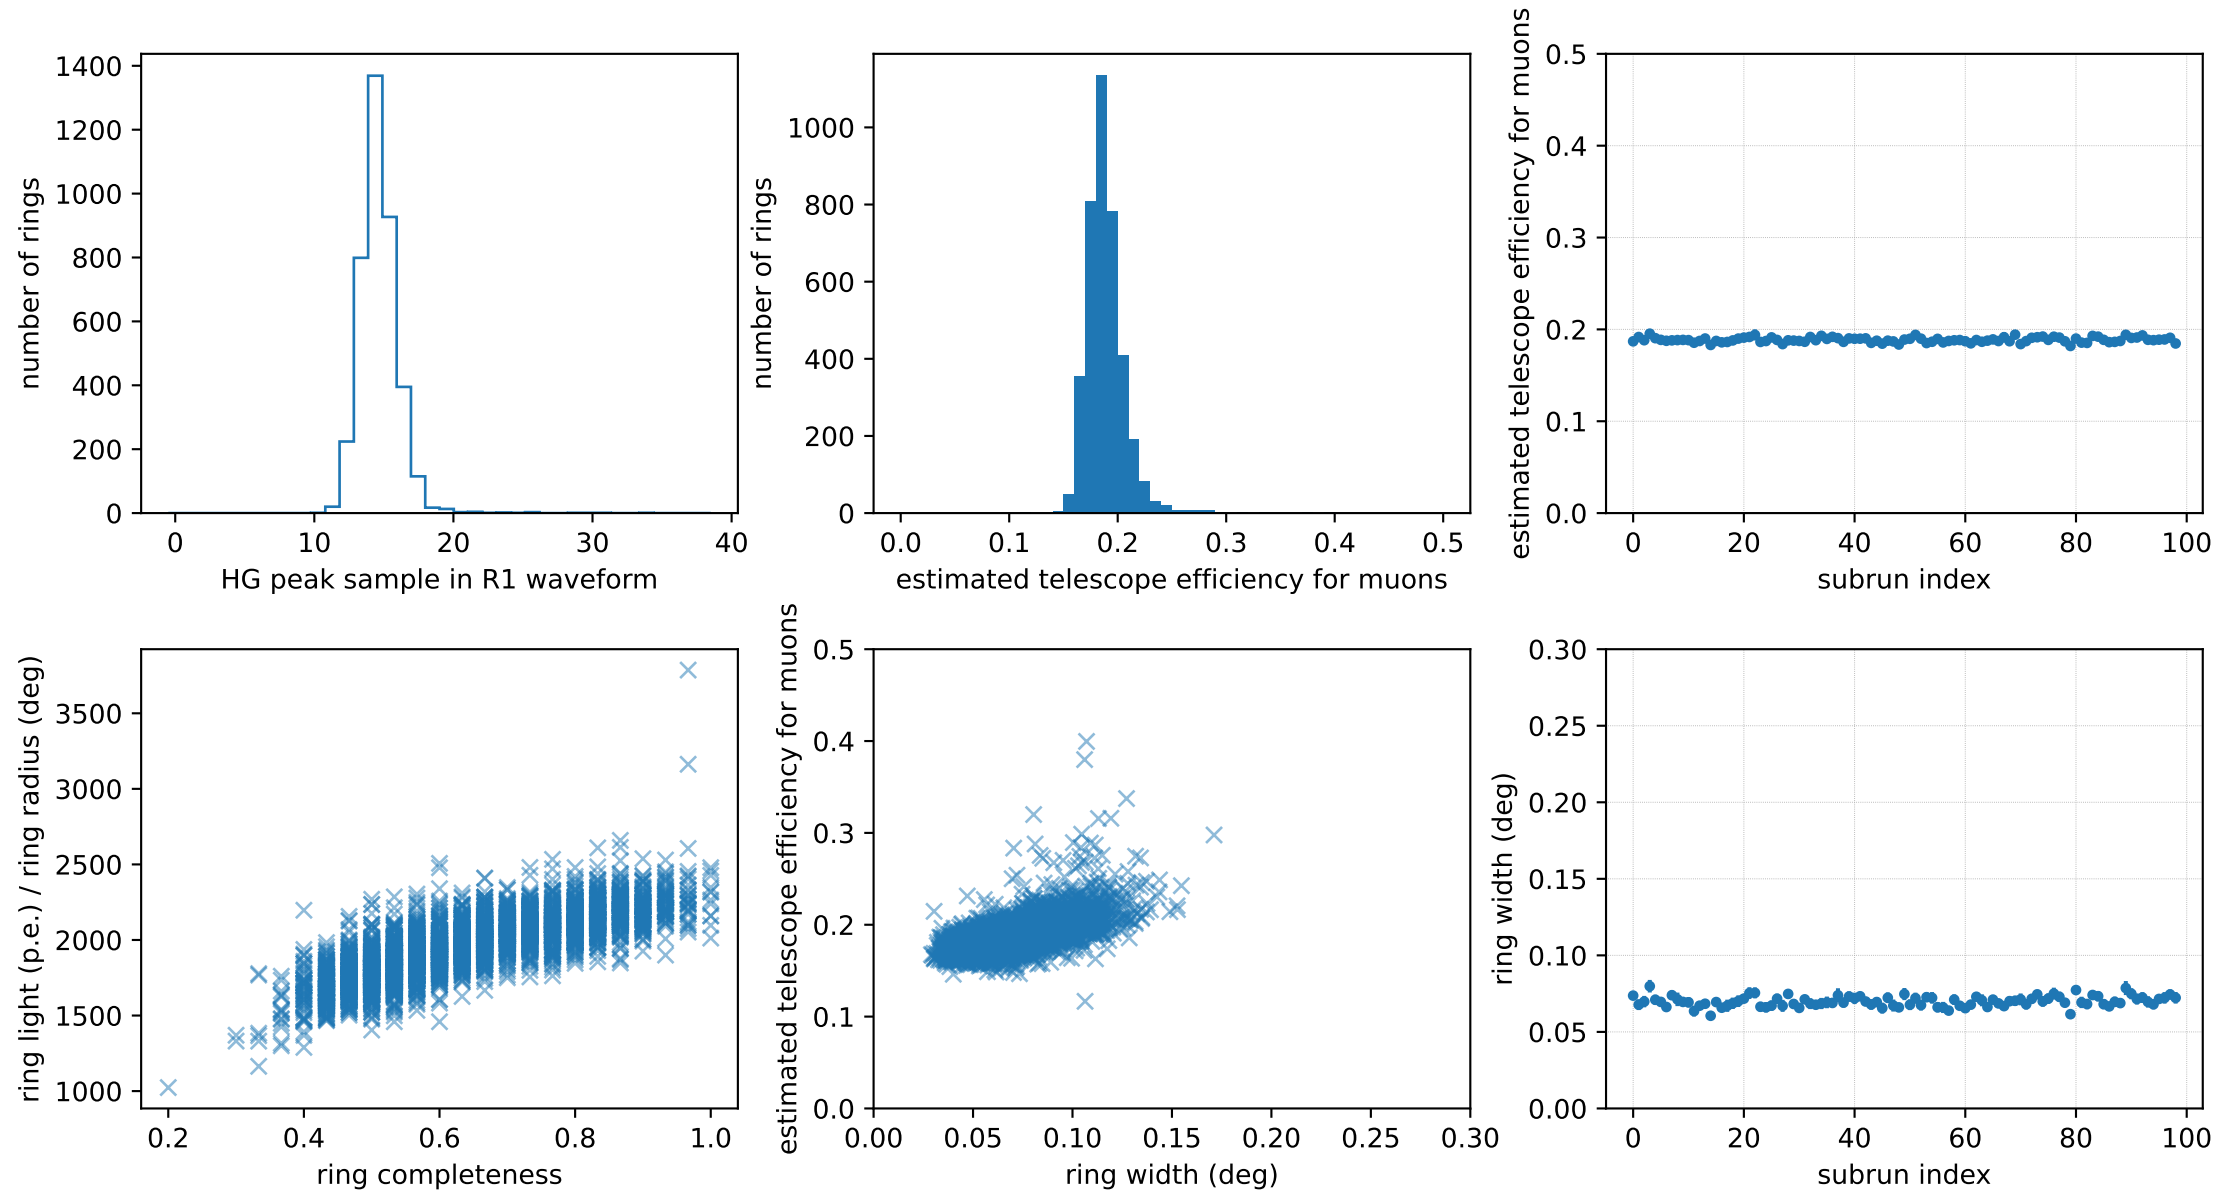 number of rings
1400
1200
1000
800
600
400
200
0
0 10 20 30 40
HG peak sample in R1 waveform
number of rings
1000
800
600
400
200
0
0.0 0.1 0.2 0.3 0.4 0.5
estimated telescope efficiency for muons
estimated telescope efficiency for muons
0.5
0.4
0.3
0.2
0.1
0.0
0 20 40 60 80 100
subrun index
ring light (p.e.) / ring radius (deg)
3500
3000
2500
2000
1500
1000
0.2 0.4 0.6 0.8 1.0
ring completeness
estimated telescope efficiency for muons
0.5
0.4
0.3
0.2
0.1
0.0
0.00 0.05 0.10 0.15 0.20 0.25 0.30
ring width (deg)
ring width (deg)
0.30
0.25
0.20
0.15
0.10
0.05
0.00
0 20 40 60 80 100
subrun index